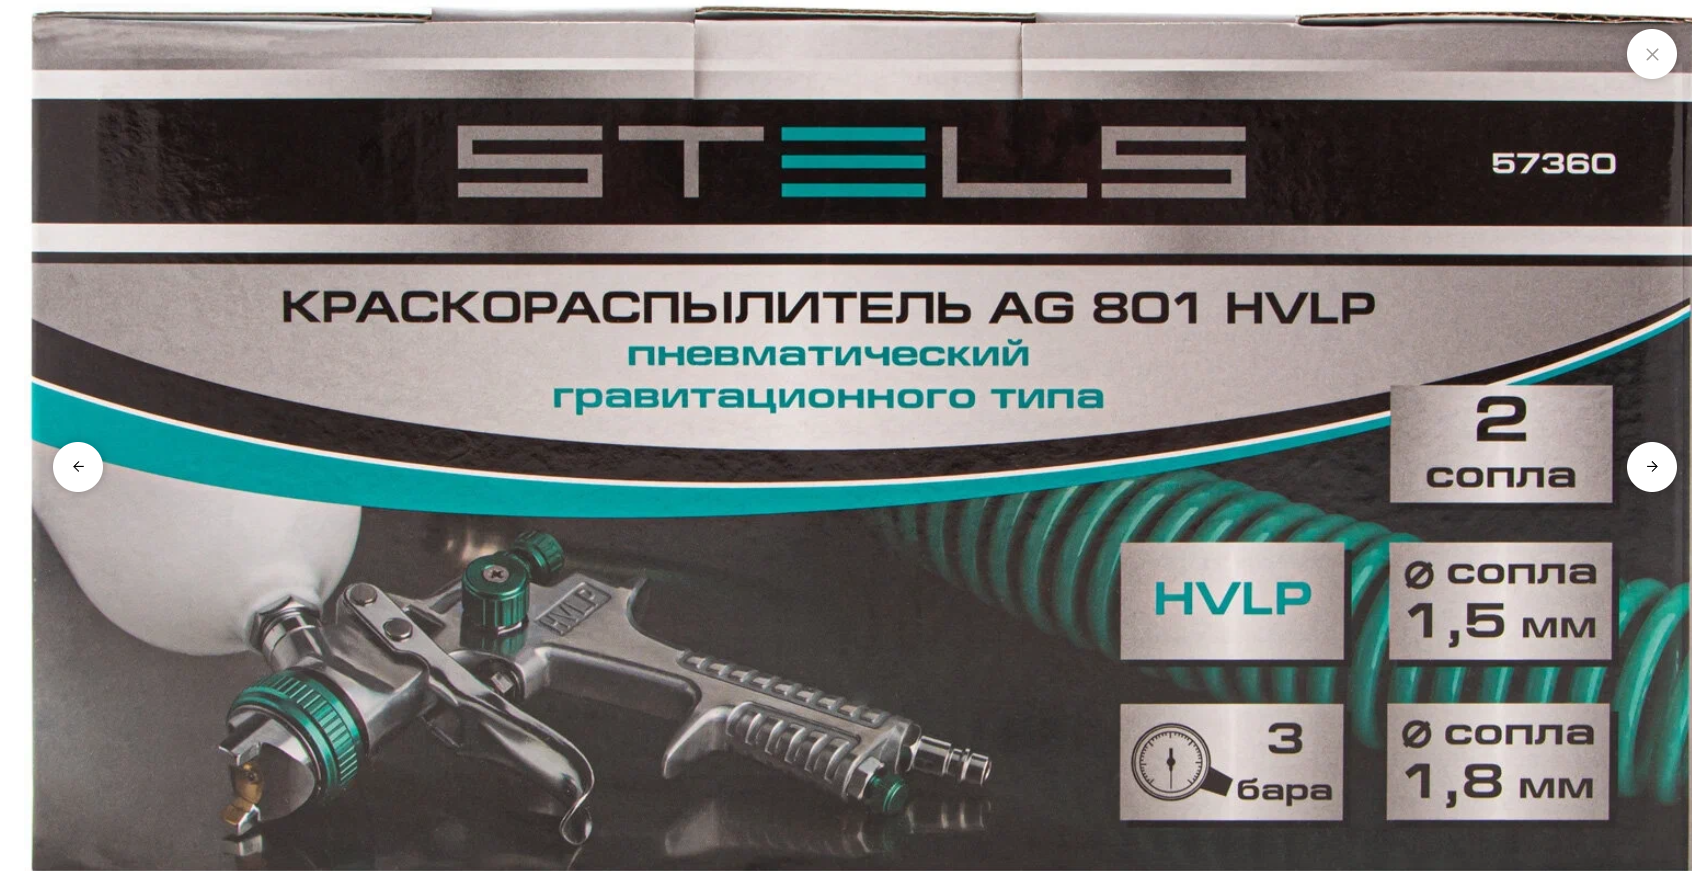 STELS
57360
КРАСКОРАСПЫЛИТЕЛЬ AG 801 HVLP
пневматический
гравитационного типа
2
сопла
HVLP
Ø сопла
1,5 мм
HVLP
3
бара
Ø сопла
1,8 мм